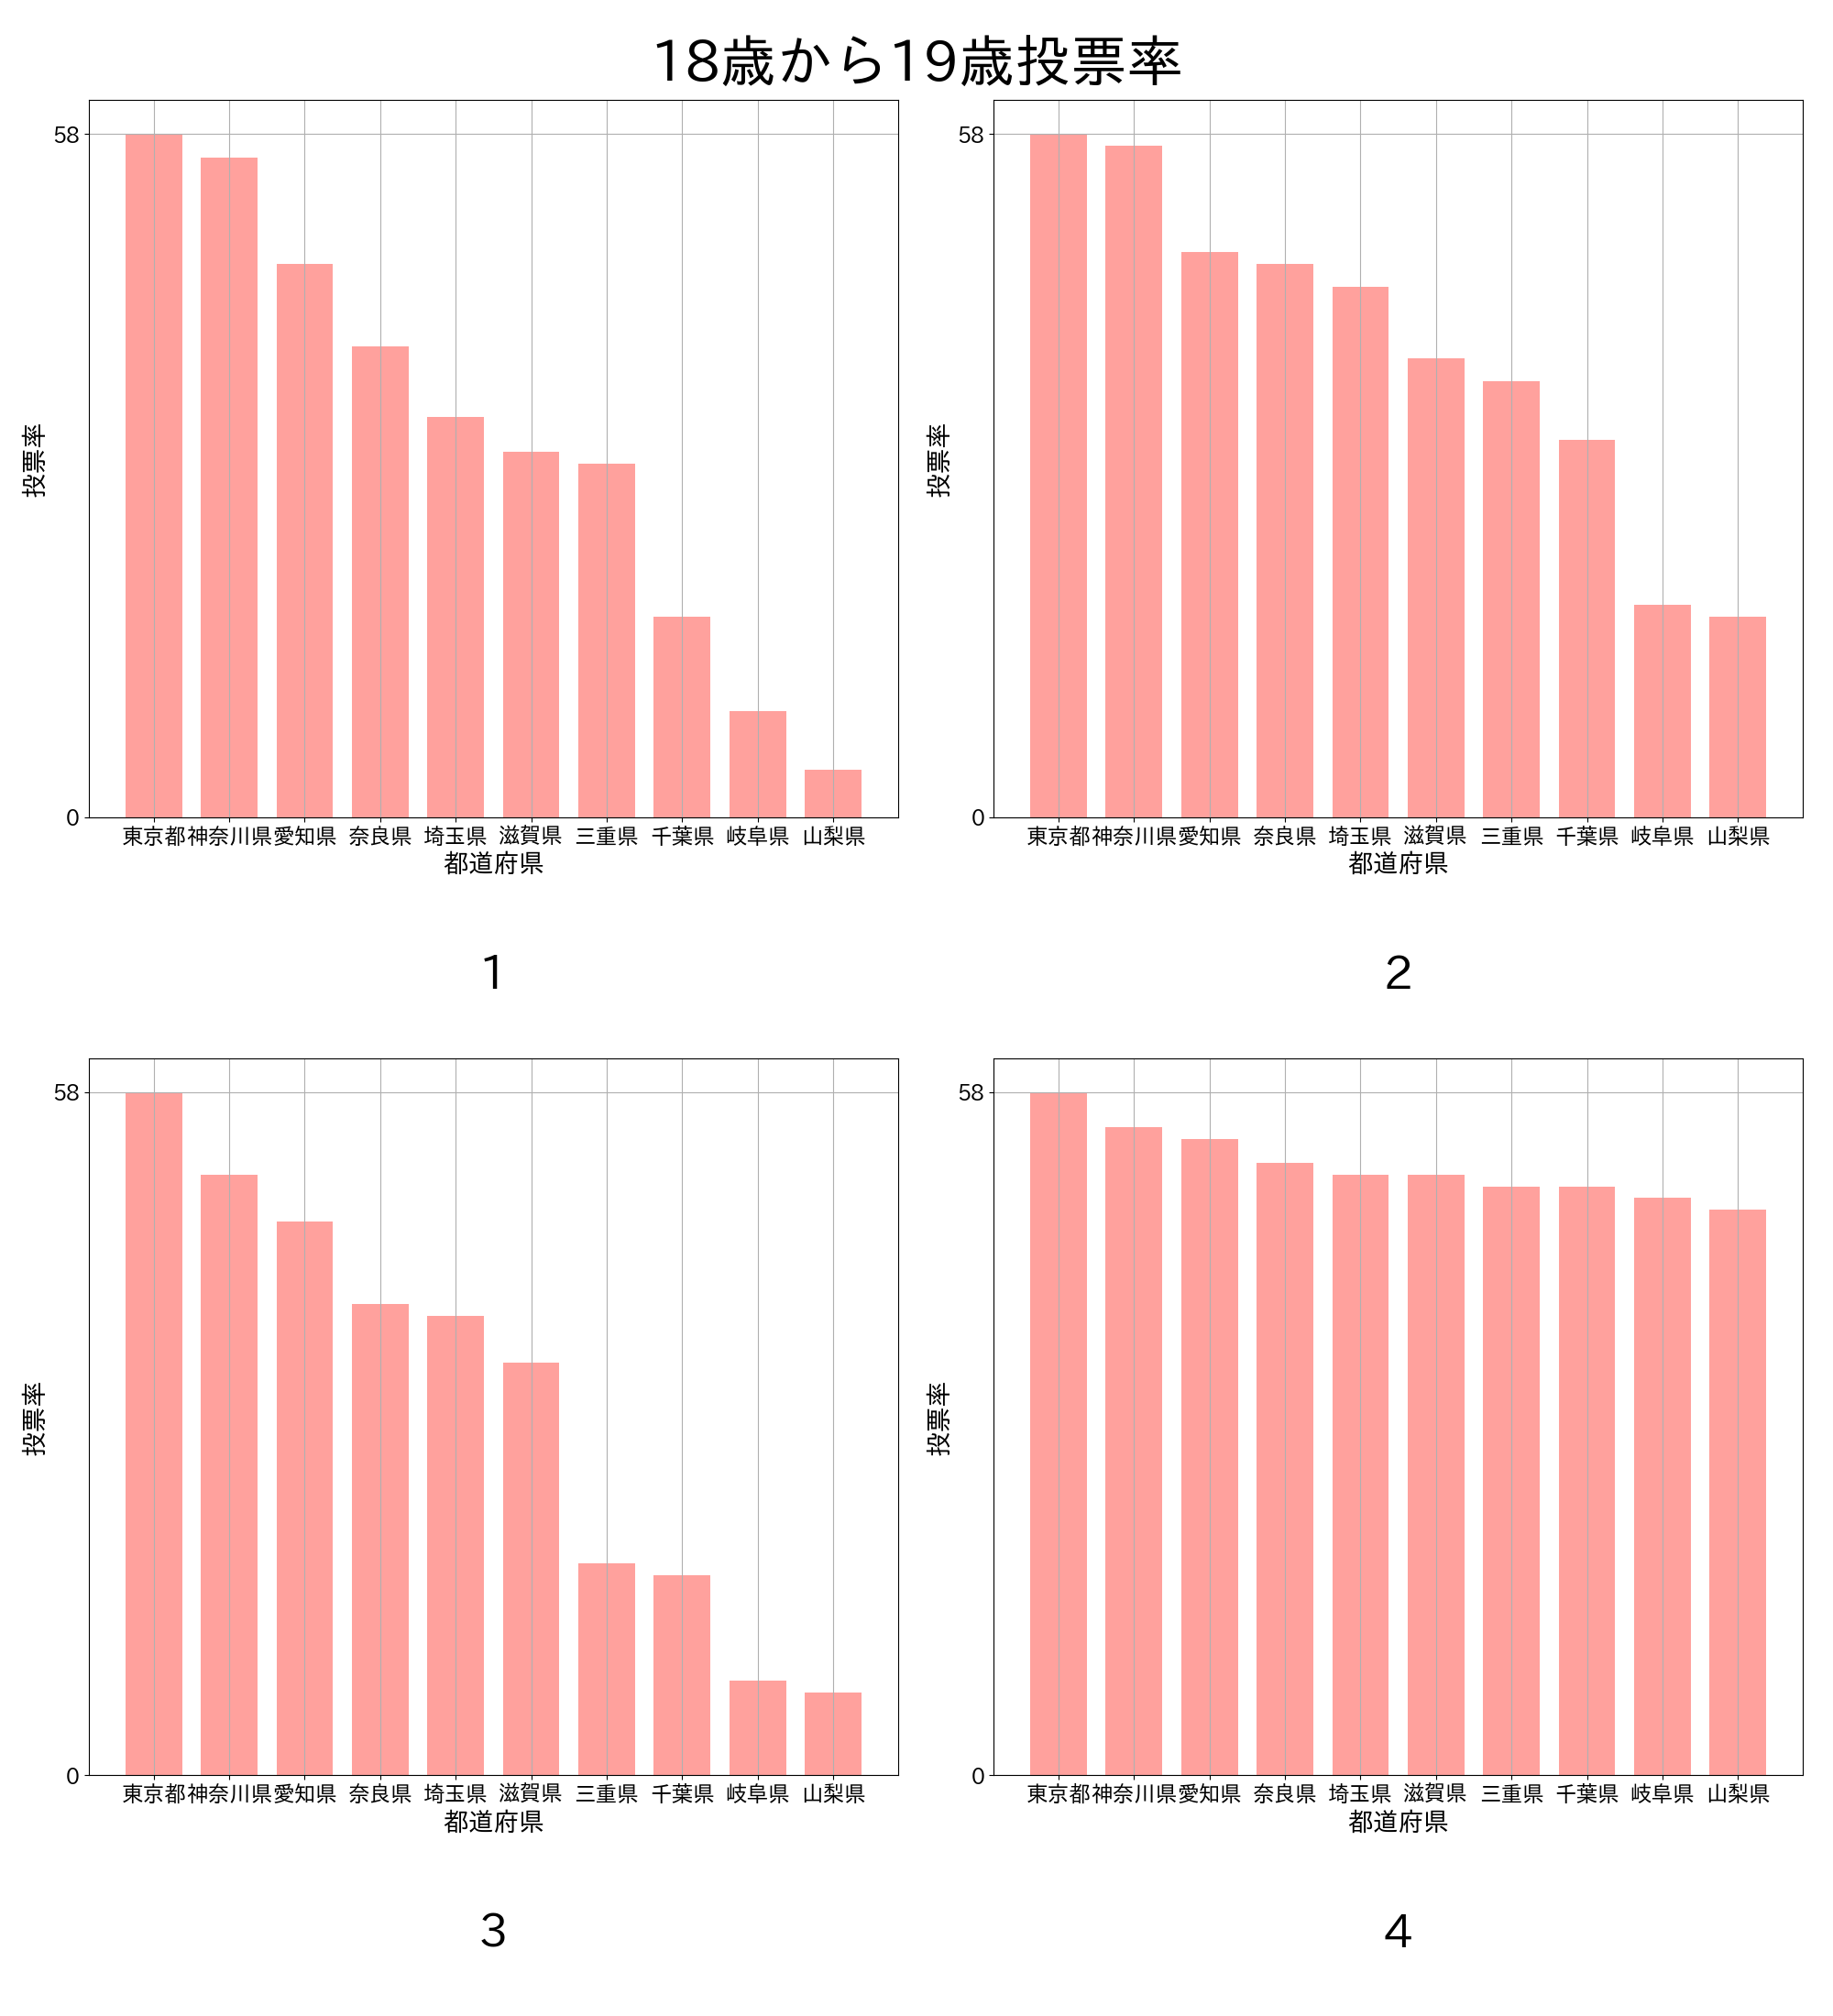 18歳から19歳投票率
58
0
投票率
東京都 神奈川県 愛知県 奈良県 埼玉県 滋賀県 三重県 千葉県 岐阜県 山梨県
都道府県
1
58
0
投票率
東京都 神奈川県 愛知県 奈良県 埼玉県 滋賀県 三重県 千葉県 岐阜県 山梨県
都道府県
2
58
0
投票率
東京都 神奈川県 愛知県 奈良県 埼玉県 滋賀県 三重県 千葉県 岐阜県 山梨県
都道府県
3
58
0
投票率
東京都 神奈川県 愛知県 奈良県 埼玉県 滋賀県 三重県 千葉県 岐阜県 山梨県
都道府県
4